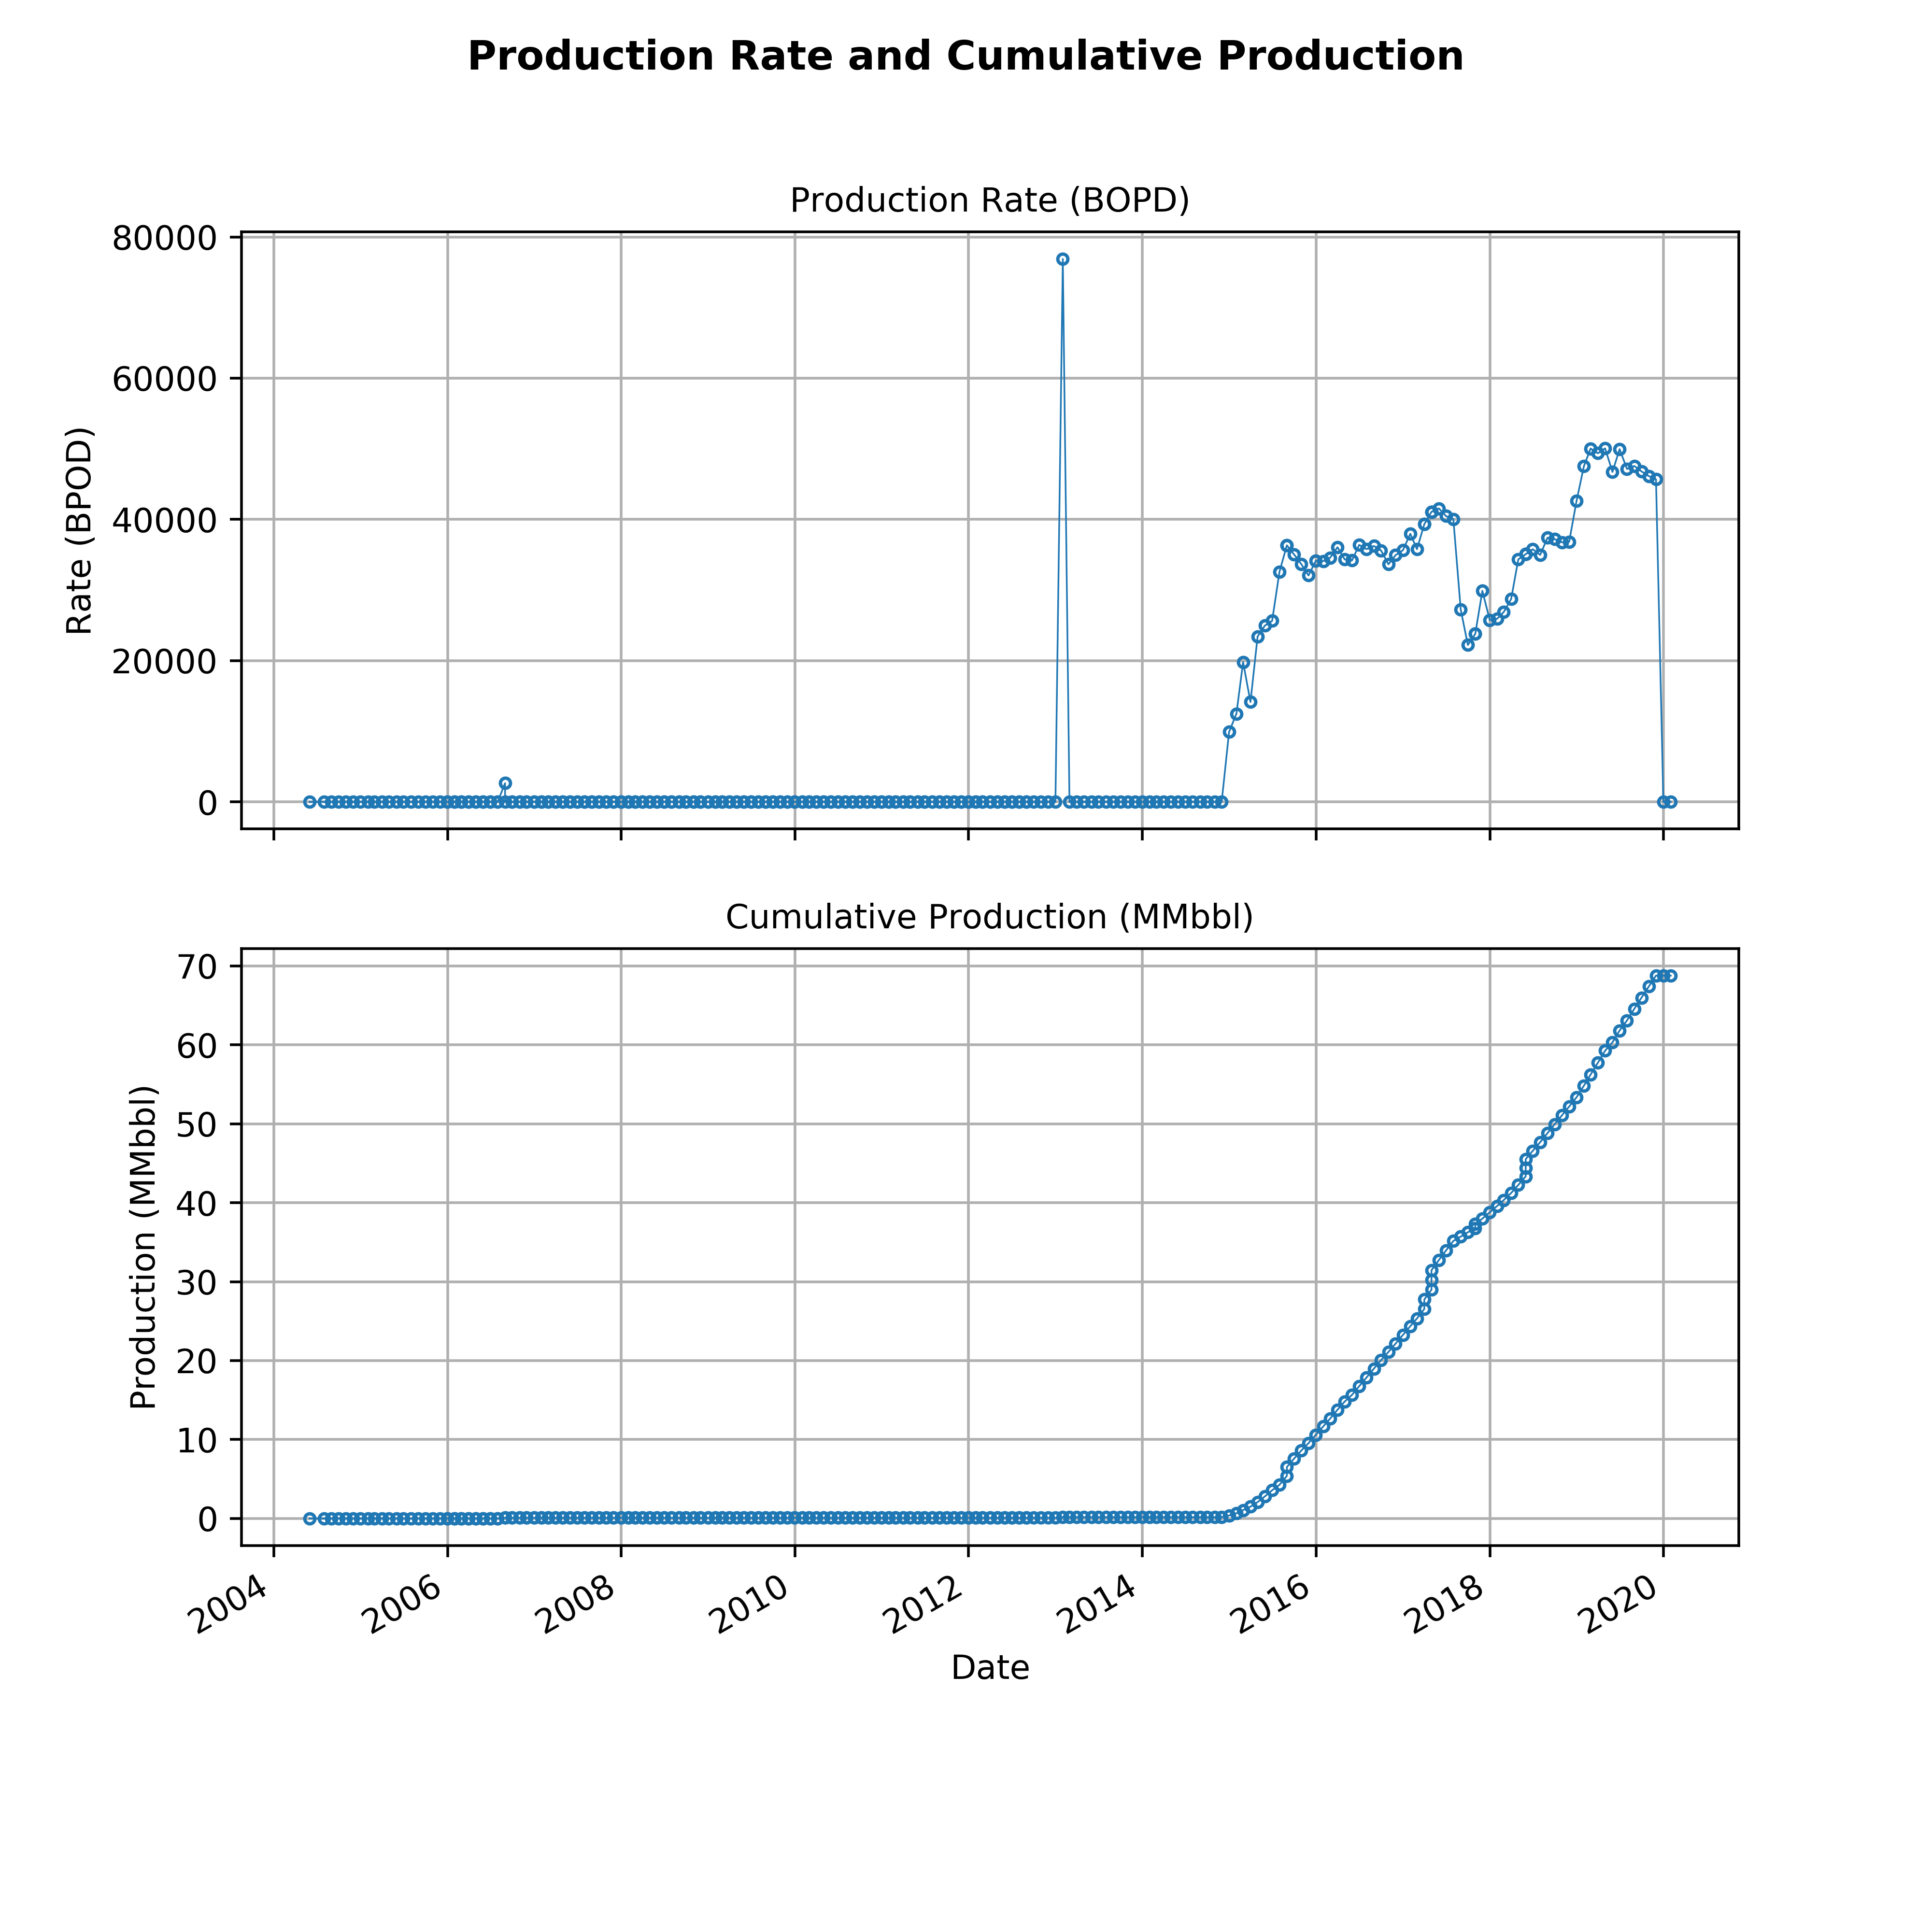 Production Rate and Cumulative Production
Production Rate (BOPD)
80000
60000
40000
20000
0
Rate (BPOD)
Cumulative Production (MMbbl)
70
60
50
40
30
20
10
0
Production (MMbbl)
2004 2006 2008 2010 2012 2014 2016 2018 2020
Date